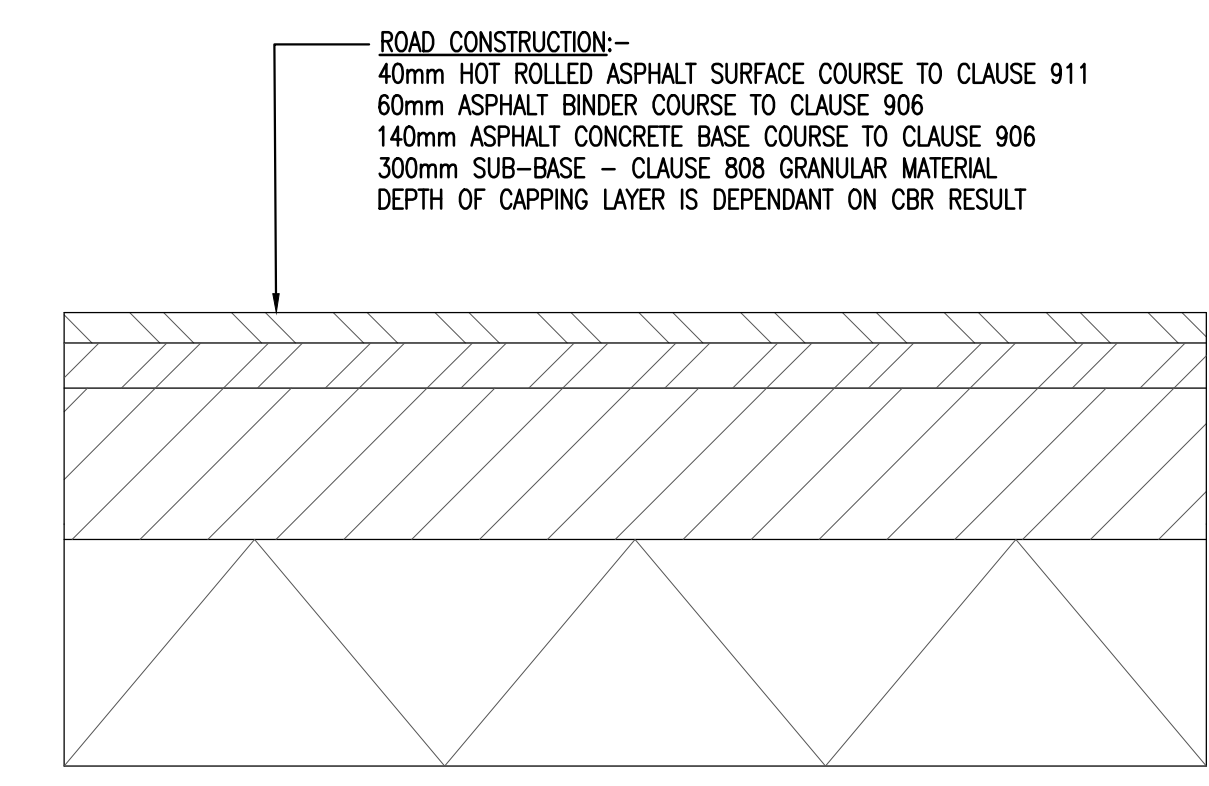 ROAD CONSTRUCTION:-
40mm HOT ROLLED ASPHALT SURFACE COURSE TO CLAUSE 911
60mm ASPHALT BINDER COURSE TO CLAUSE 906
140mm ASPHALT CONCRETE BASE COURSE TO CLAUSE 906
300mm SUB-BASE - CLAUSE 808 GRANULAR MATERIAL
DEPTH OF CAPPING LAYER IS DEPENDANT ON CBR RESULT